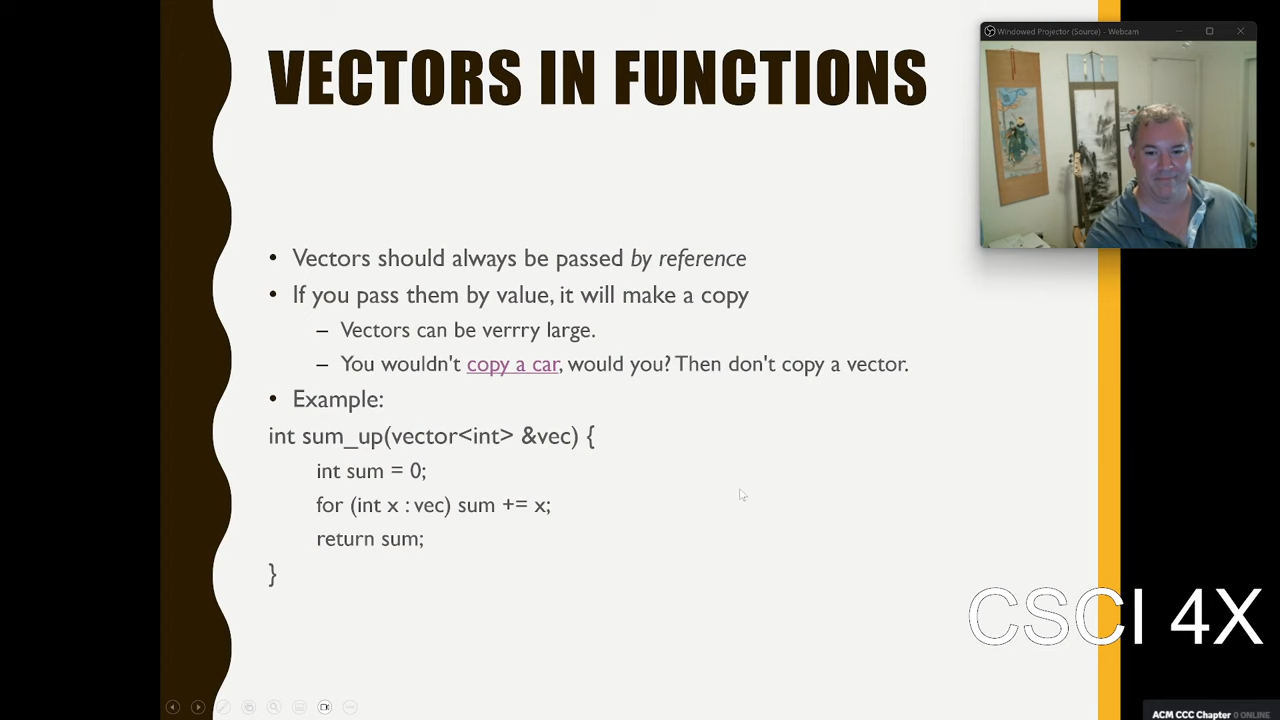 VECTORS IN FUNCTIONS
Windowed Projector (Source) - Webcam
• Vectors should always be passed by reference
• If you pass them by value, it will make a copy
– Vectors can be verrry large.
– You wouldn't copy a car, would you? Then don't copy a vector.
• Example:
int sum_up(vector<int> &vec) {
int sum = 0;
for (int x : vec) sum += x;
return sum;
}
CSCI 4X
ACM CCC Chapter 0 ONLINE